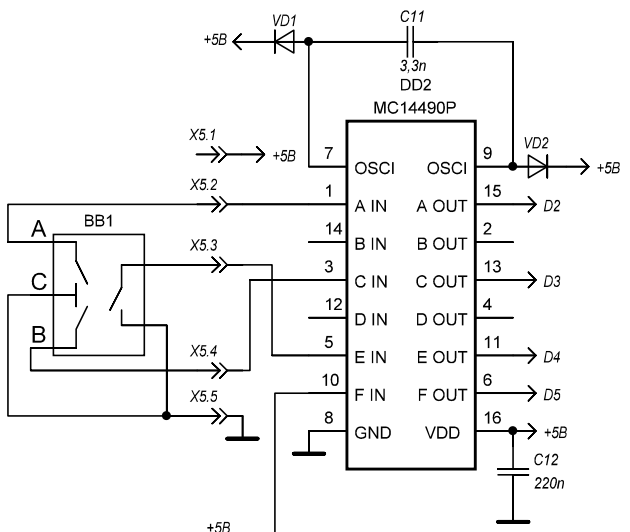 VD1
C11
+5B
3,3n
DD2
MC14490P
X5.1
+5B
7
OSCI
OSCI
9
VD2
+5B
X5.2
1
A IN
A OUT
15
D2
A
BB1
14
B IN
B OUT
2
X5.3
C
3
C IN
C OUT
13
D3
B
12
D IN
D OUT
4
X5.4
5
E IN
E OUT
11
D4
X5.5
10
F IN
F OUT
6
D5
8
GND
VDD
16
+5B
C12
220n
+5B